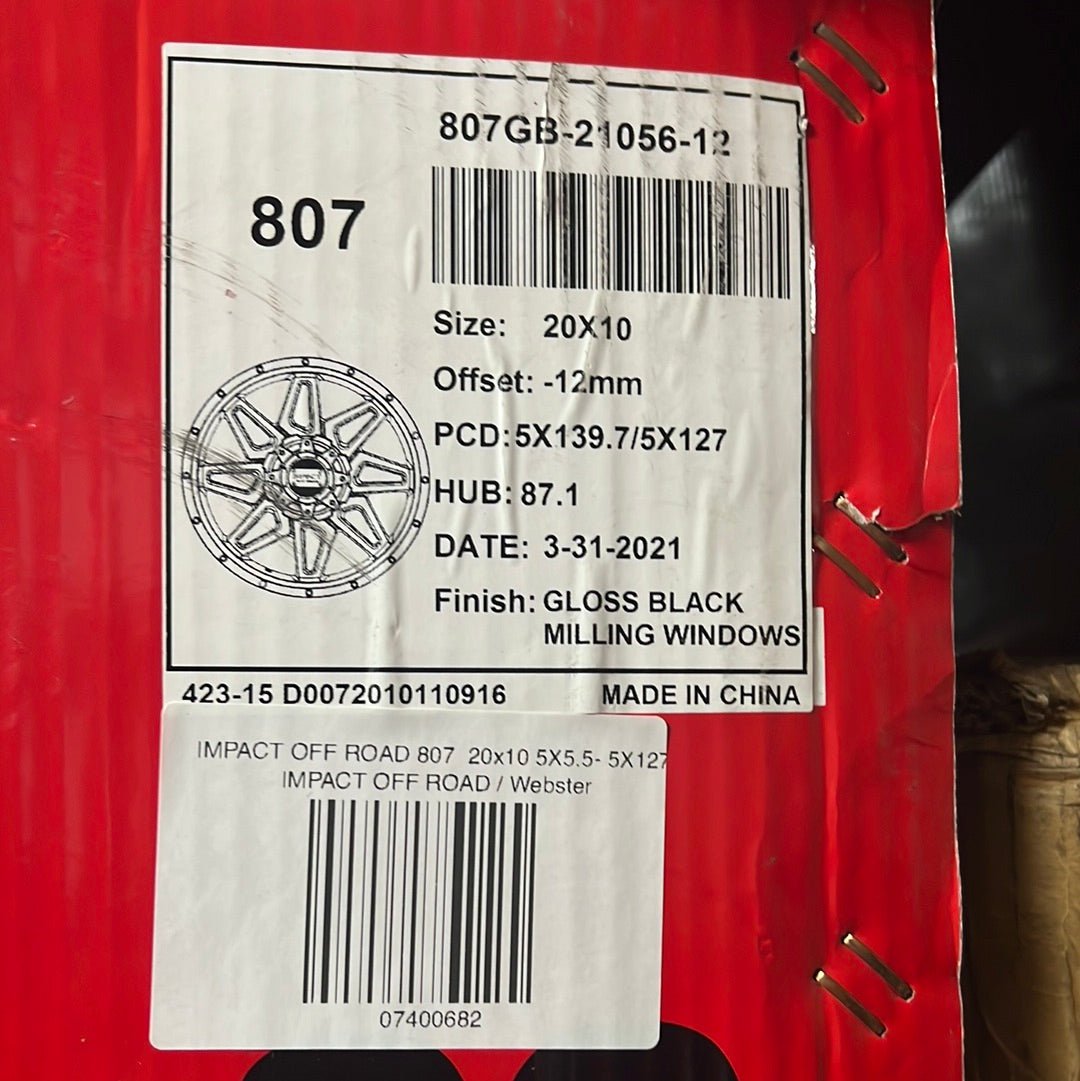 807GB-21056-12
807
Size: 20X10
Offset: -12mm
PCD:5X139.7/5X127
HUB: 87.1
DATE: 3-31-2021
Finish: GLOSS BLACK
MILLING WINDOWS
423-15 D0072010110916 MADE IN CHINA
IMPACT OFF ROAD 807 20x10 5X5.5- 5X127
IMPACT OFF ROAD / Webster
07400682